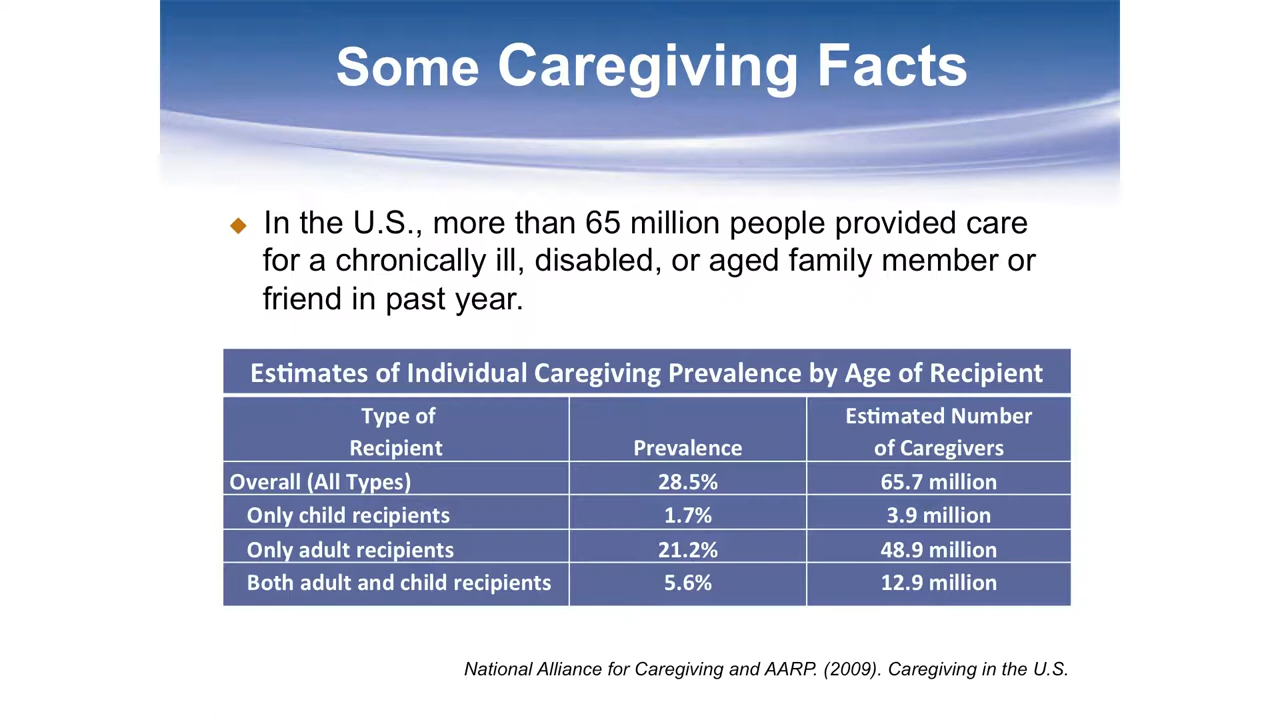 Some Caregiving Facts
In the U.S., more than 65 million people provided care
for a chronically ill, disabled, or aged family member or
friend in past year.
Estimates of Individual Caregiving Prevalence by Age of Recipient
Type of Recipient Prevalence Estimated Number of Caregivers
Overall (All Types) 28.5% 65.7 million
Only child recipients 1.7% 3.9 million
Only adult recipients 21.2% 48.9 million
Both adult and child recipients 5.6% 12.9 million
National Alliance for Caregiving and AARP. (2009). Caregiving in the U.S.